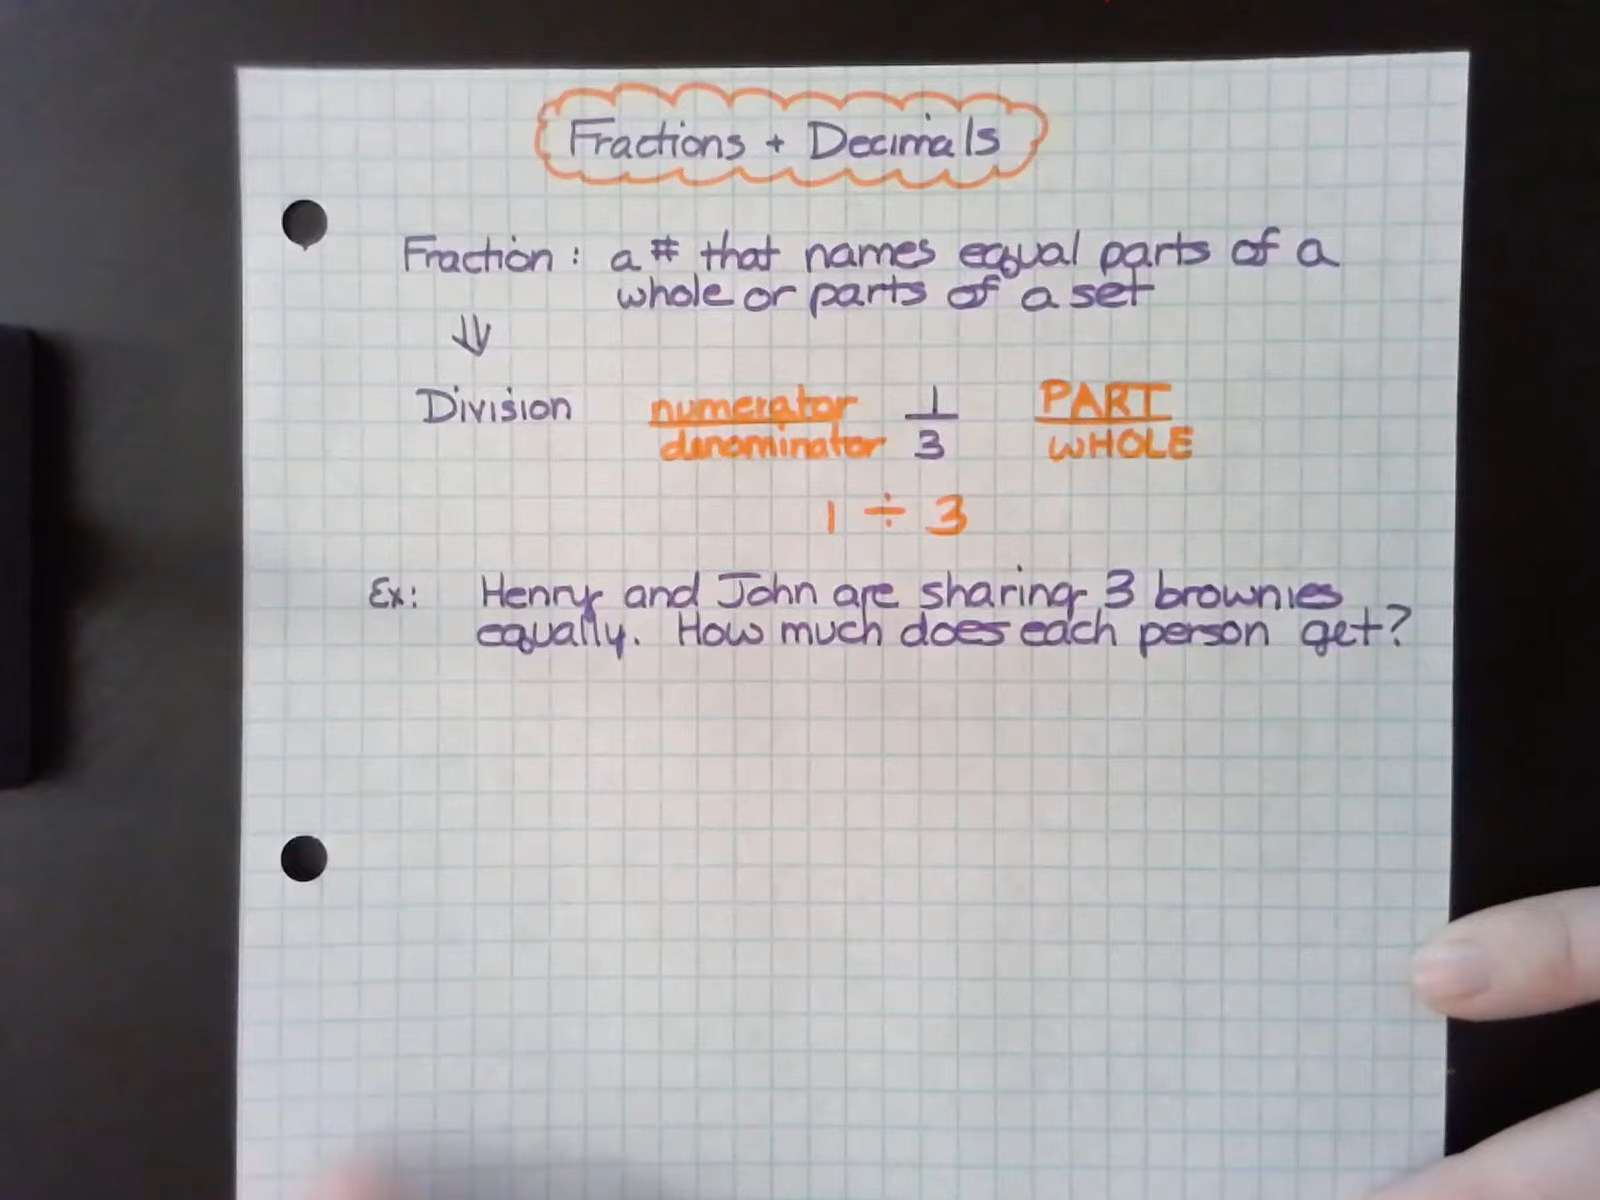 Fractions + Decimals
Fraction: a # that names equal parts of a
whole or parts of a set
Division numerator 1 PART
denominator 3 WHOLE
1 ÷ 3
Ex: Henry and John are sharing 3 brownies
equally. How much does each person get?